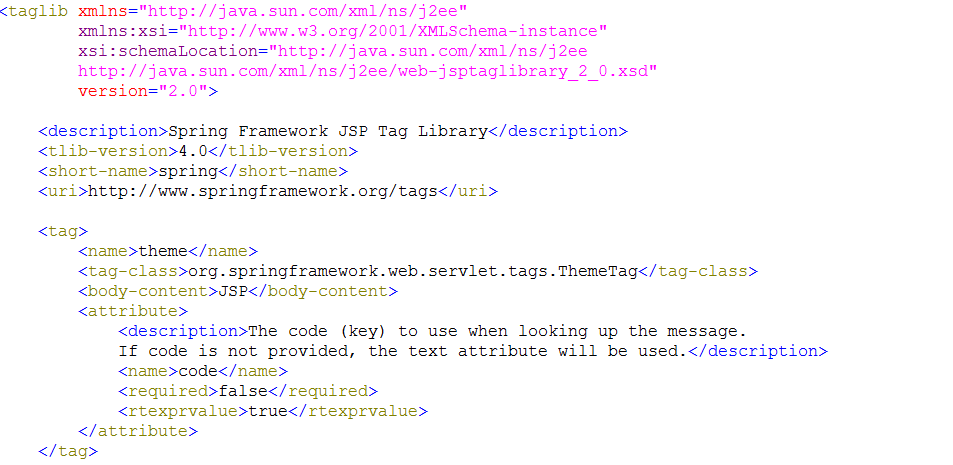 <taglib xmlns="http://java.sun.com/xml/ns/j2ee"
        xmlns:xsi="http://www.w3.org/2001/XMLSchema-instance"
        xsi:schemaLocation="http://java.sun.com/xml/ns/j2ee
        http://java.sun.com/xml/ns/j2ee/web-jsptaglibrary_2_0.xsd"
        version="2.0">

    <description>Spring Framework JSP Tag Library</description>
    <tlib-version>4.0</tlib-version>
    <short-name>spring</short-name>
    <uri>http://www.springframework.org/tags</uri>

    <tag>
        <name>theme</name>
        <tag-class>org.springframework.web.servlet.tags.ThemeTag</tag-class>
        <body-content>JSP</body-content>
        <attribute>
            <description>The code (key) to use when looking up the message.
            If code is not provided, the text attribute will be used.</description>
            <name>code</name>
            <required>false</required>
            <rtexprvalue>true</rtexprvalue>
        </attribute>
    </tag>